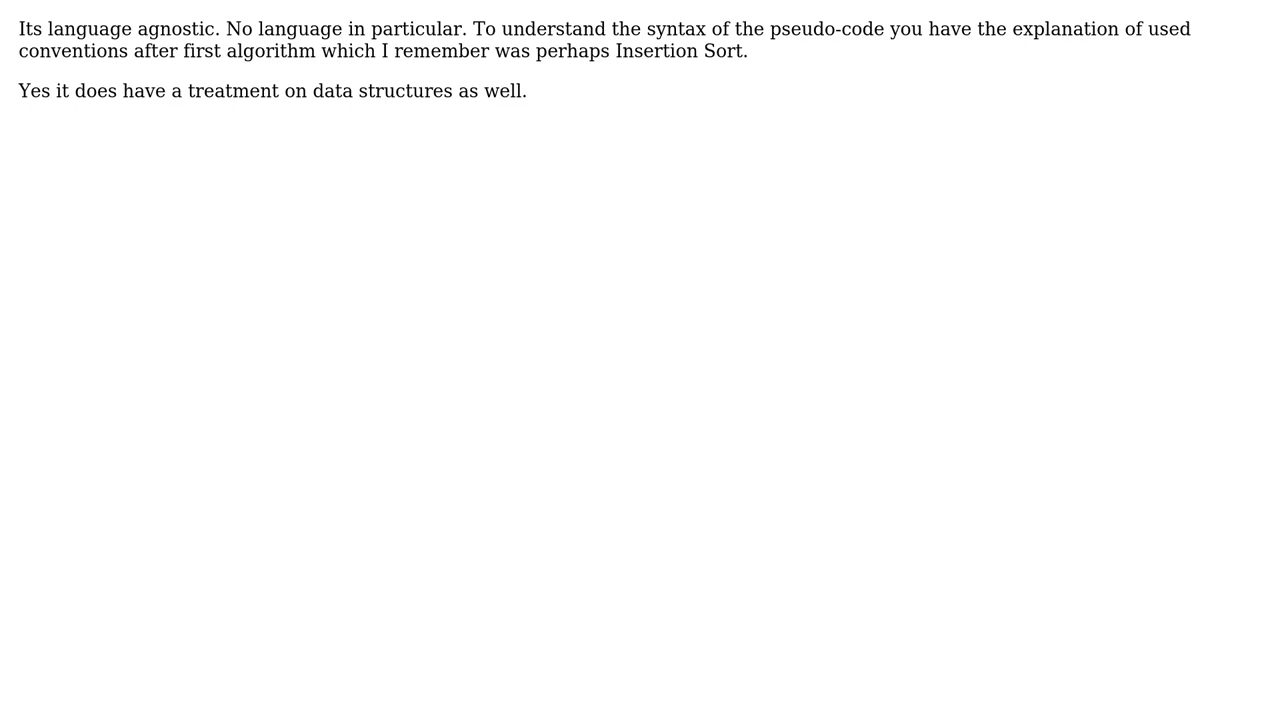 Its language agnostic. No language in particular. To understand the syntax of the pseudo-code you have the explanation of used
conventions after first algorithm which I remember was perhaps Insertion Sort.
Yes it does have a treatment on data structures as well.